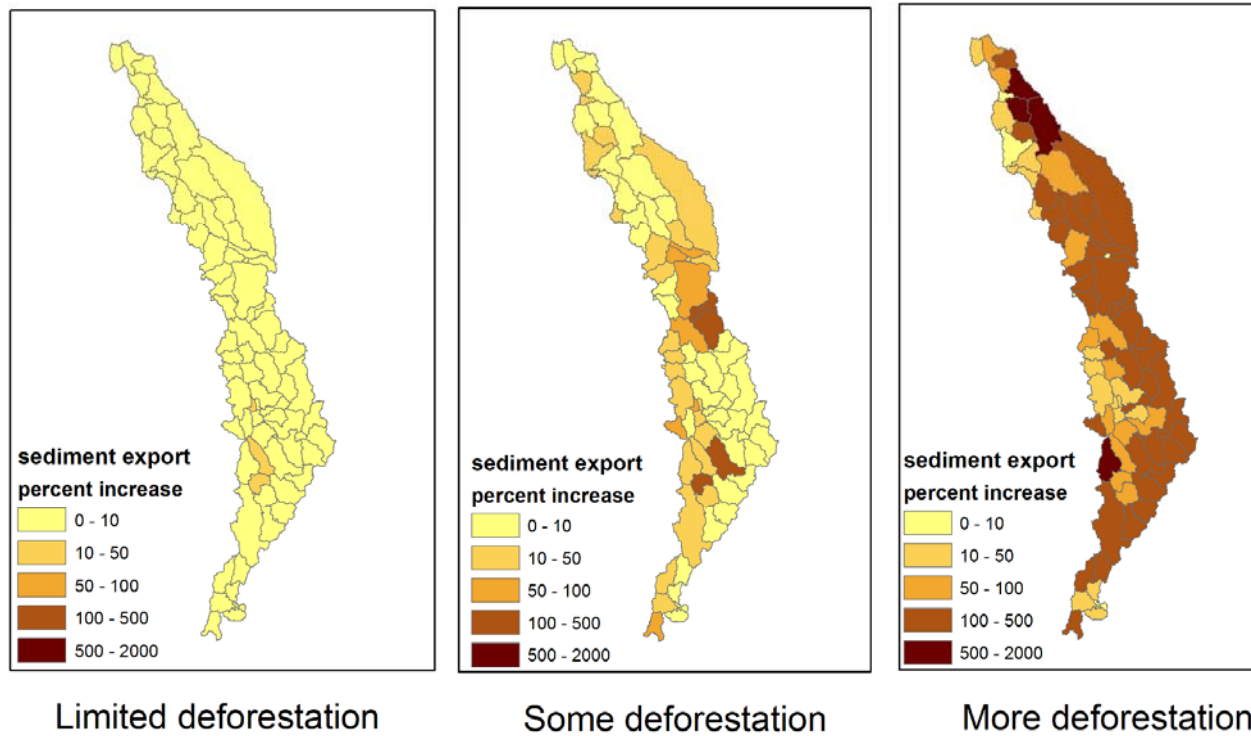 sediment export
percent increase
0 - 10
10 - 50
50 - 100
100 - 500
500 - 2000
Limited deforestation
sediment export
percent increase
0 - 10
10 - 50
50 - 100
100 - 500
500 - 2000
Some deforestation
sediment export
percent increase
0 - 10
10 - 50
50 - 100
100 - 500
500 - 2000
More deforestation